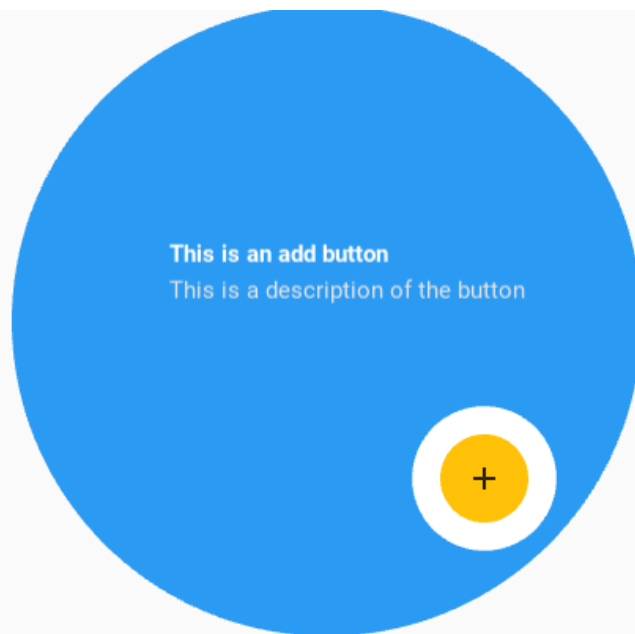 This is an add button
This is a description of the button
+